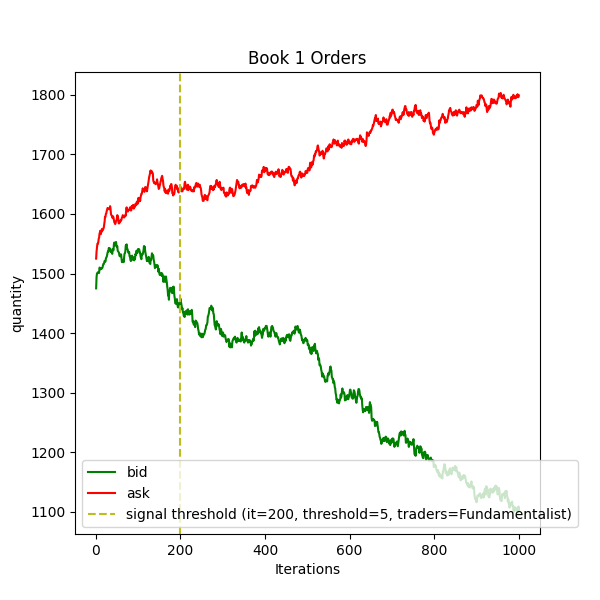 Book 1 Orders
1800
1700
1600
1500
1400
1300
1200
1100
quantity
bid
ask
signal threshold (it=200, threshold=5, traders=Fundamentalist)
0 200 400 600 800 1000
Iterations